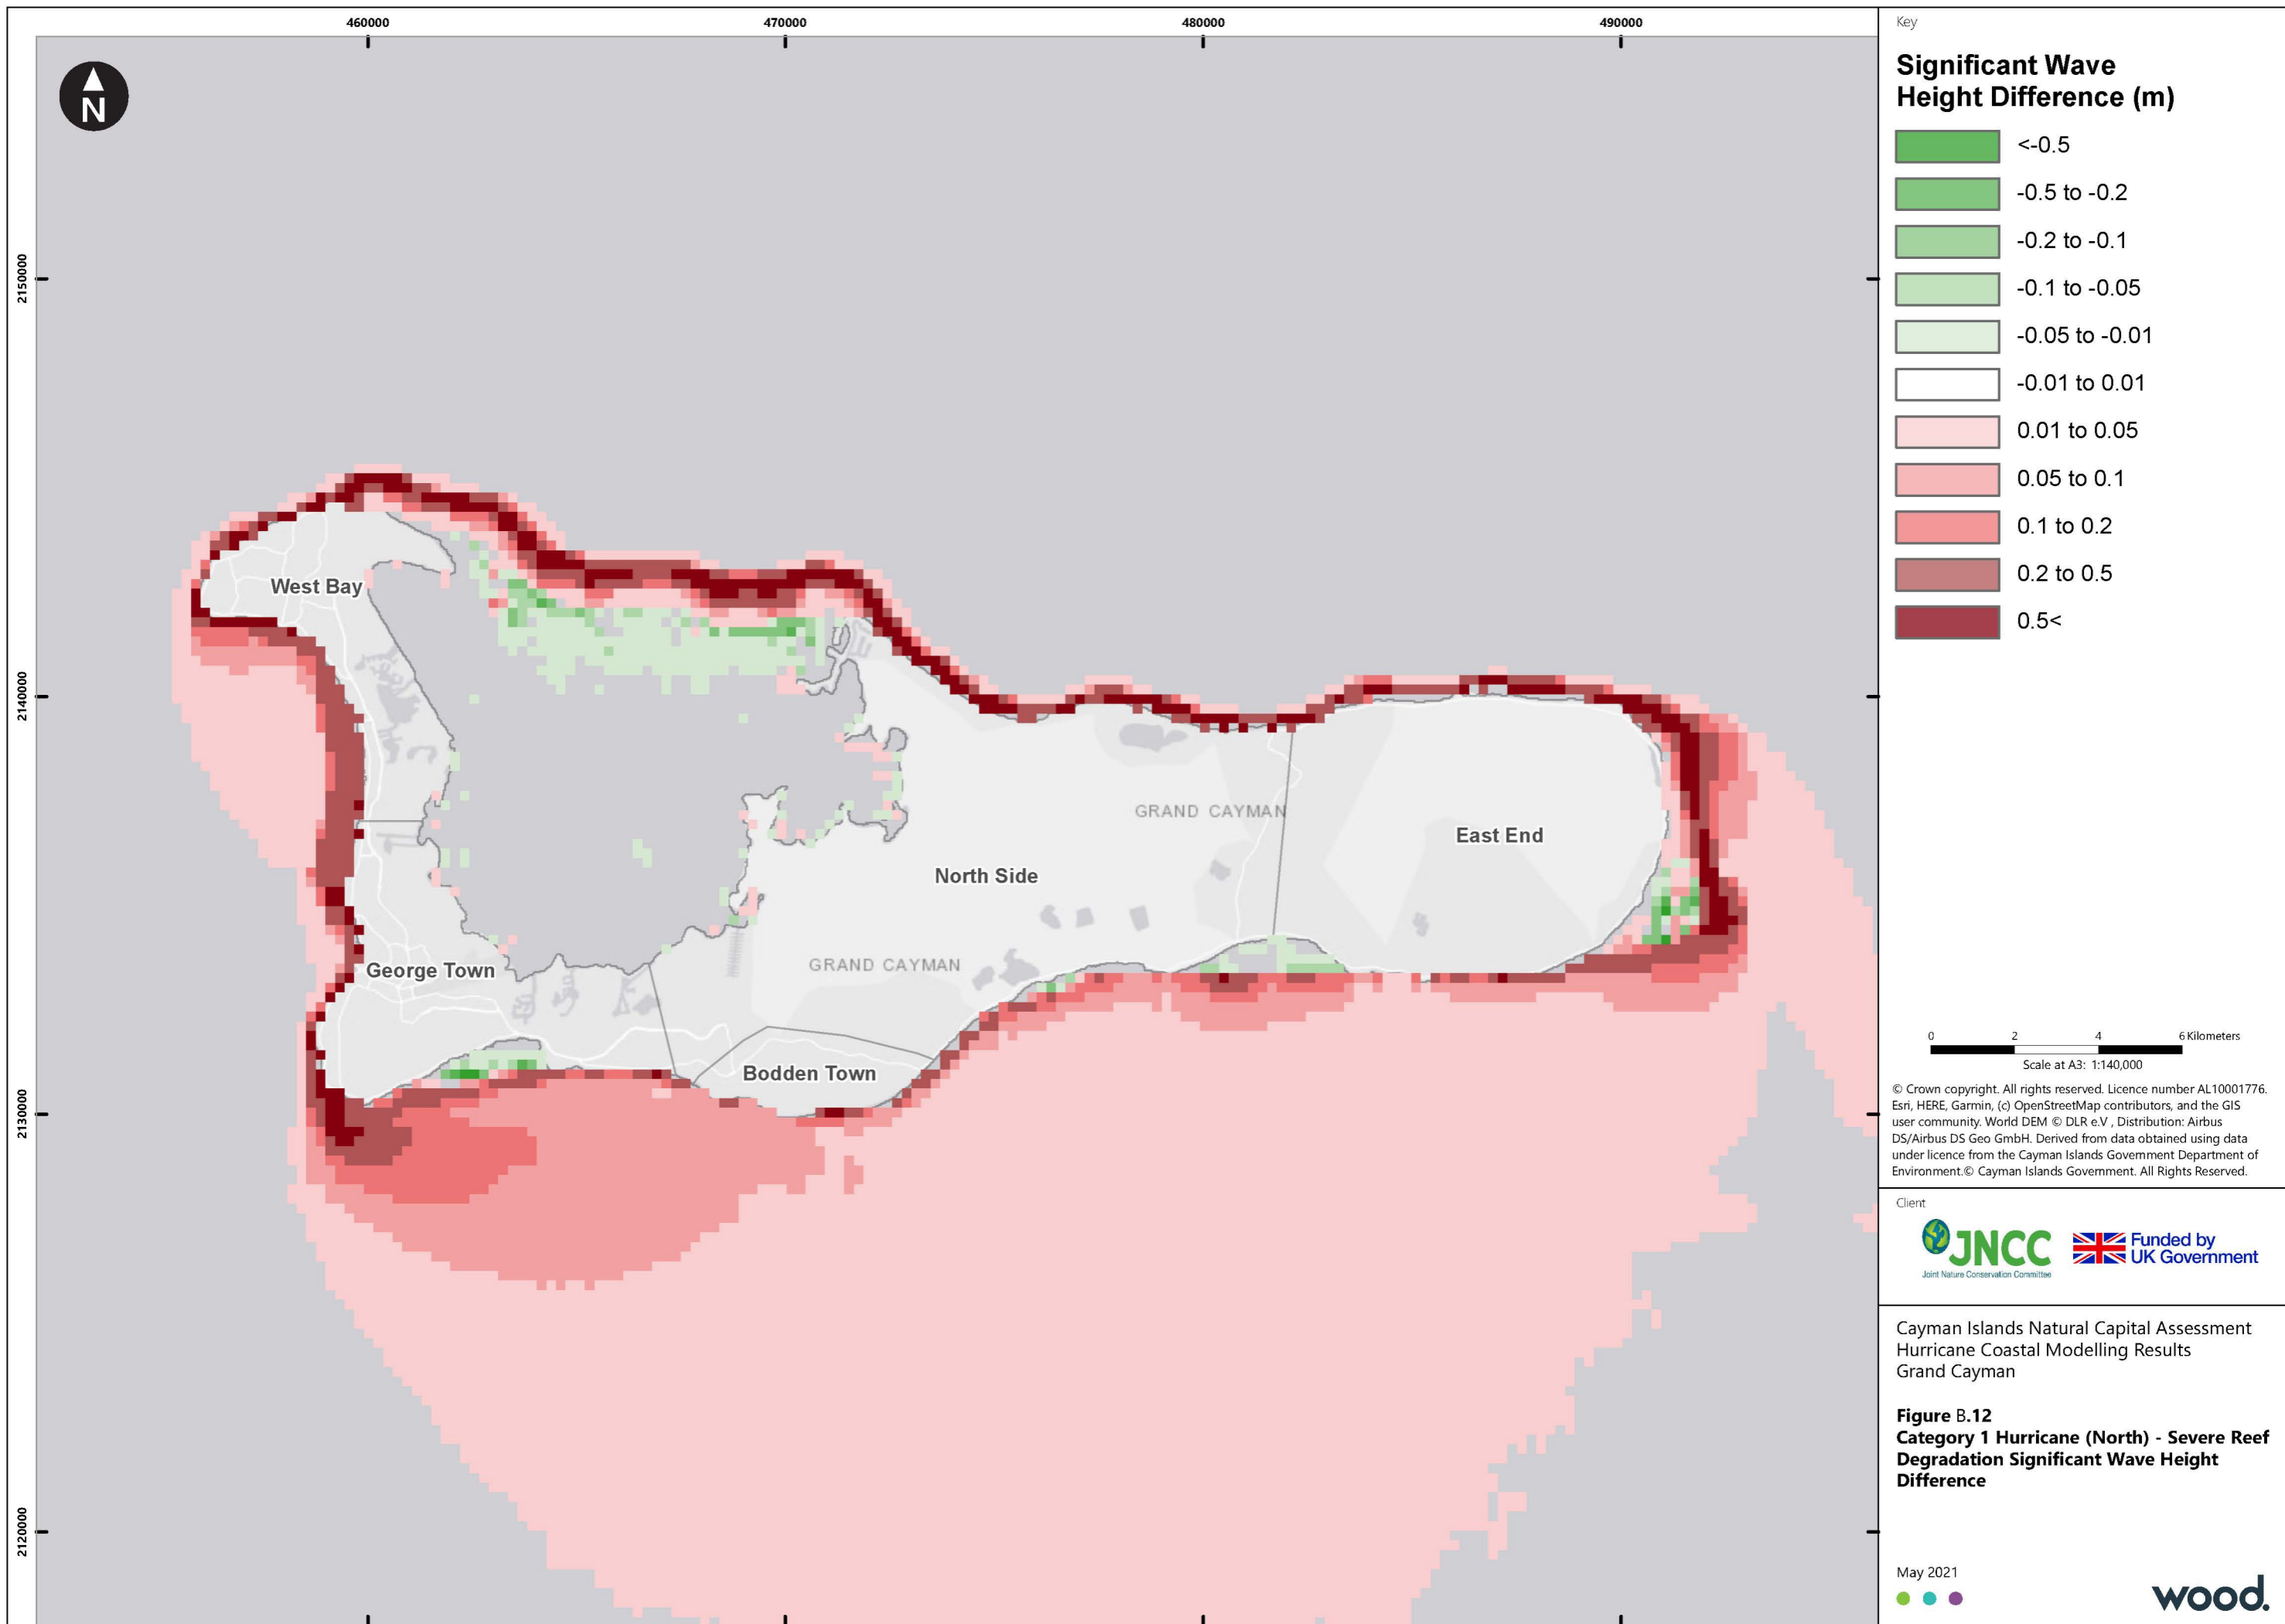 460000
470000
480000
490000
2150000
2140000
2130000
2120000
N
West Bay
GRAND CAYMAN
East End
North Side
GRAND CAYMAN
George Town
Bodden Town
Key
Significant Wave
Height Difference (m)
<-0.5
-0.5 to -0.2
-0.2 to -0.1
-0.1 to -0.05
-0.05 to -0.01
-0.01 to 0.01
0.01 to 0.05
0.05 to 0.1
0.1 to 0.2
0.2 to 0.5
0.5<
0 2 4 6 Kilometers
Scale at A3: 1:140,000
© Crown copyright. All rights reserved. Licence number AL10001776.
Esri, HERE, Garmin, (c) OpenStreetMap contributors, and the GIS
user community. World DEM © DLR e.V , Distribution: Airbus
DS/Airbus DS Geo GmbH. Derived from data obtained using data
under licence from the Cayman Islands Government Department of
Environment.© Cayman Islands Government. All Rights Reserved.
Client
JNCC
Joint Nature Conservation Committee
Funded by
UK Government
Cayman Islands Natural Capital Assessment
Hurricane Coastal Modelling Results
Grand Cayman
Figure B.12
Category 1 Hurricane (North) - Severe Reef
Degradation Significant Wave Height
Difference
May 2021
wood.